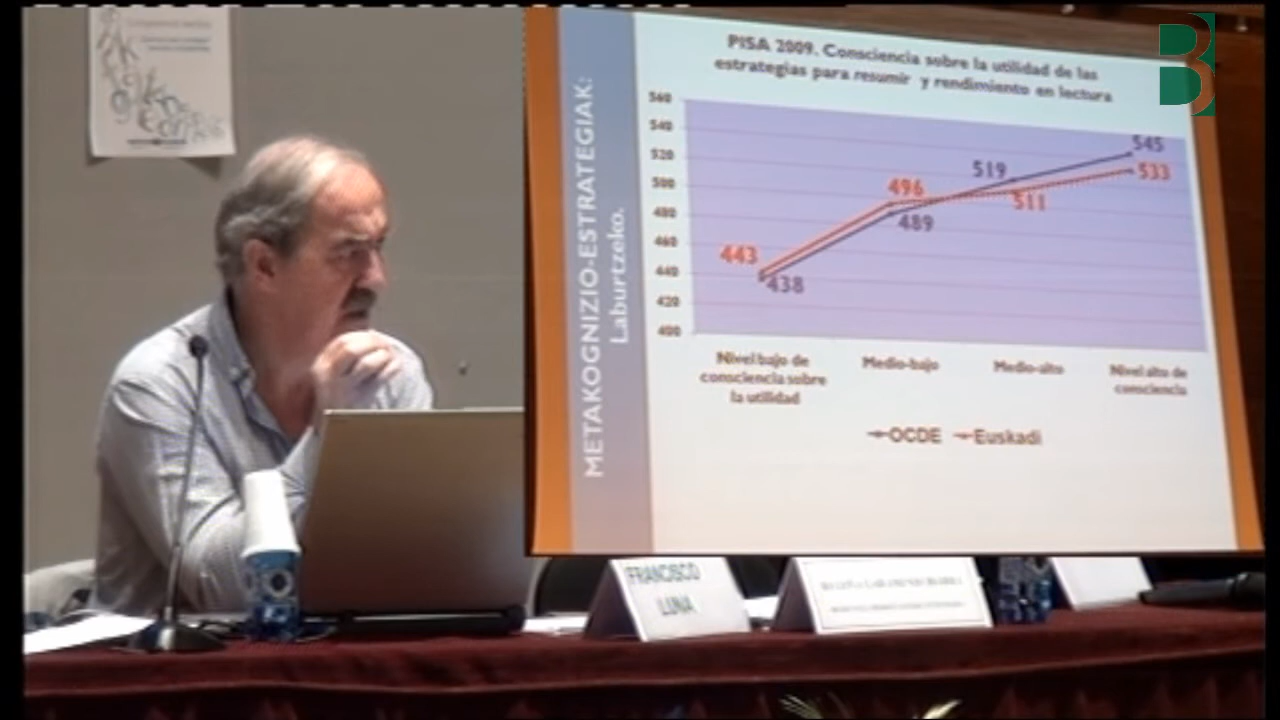 METAKOGNIZIO-ESTRATEGIAK:
Laburtzeko.
PISA 2009. Consciencia sobre la utilidad de las
estrategias para resumir y rendimiento en lectura
560
540
520
500
480
460
440
420
400
443
438
496
489
519
511
545
533
Nivel bajo de
consciencia sobre
la utilidad
Medio-bajo
Medio-alto
Nivel alto de
consciencia
OCDE
Euskadi
FRANCISCO
LUNA
B